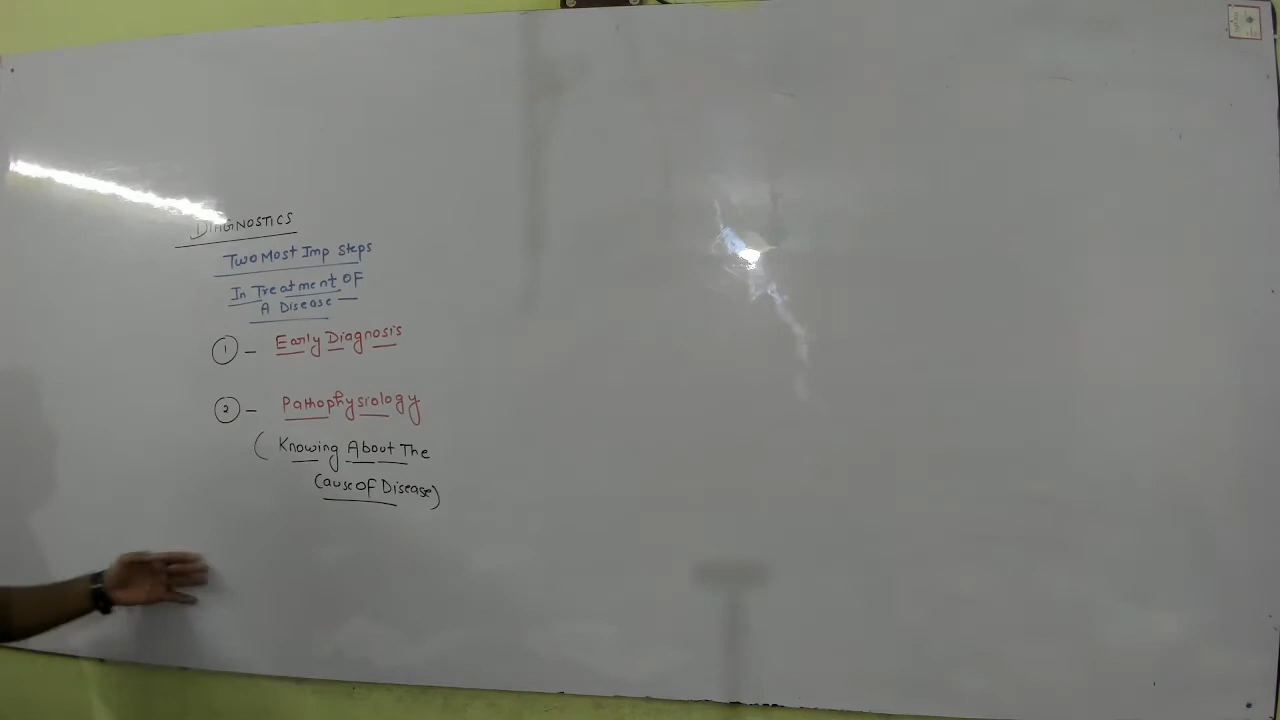 DIAGNOSTICS
Two Most Imp Steps
In Treatment OF
A Disease
1 - Early Diagnosis
2 - Pathophysiology
( Knowing About The
Cause OF Disease)